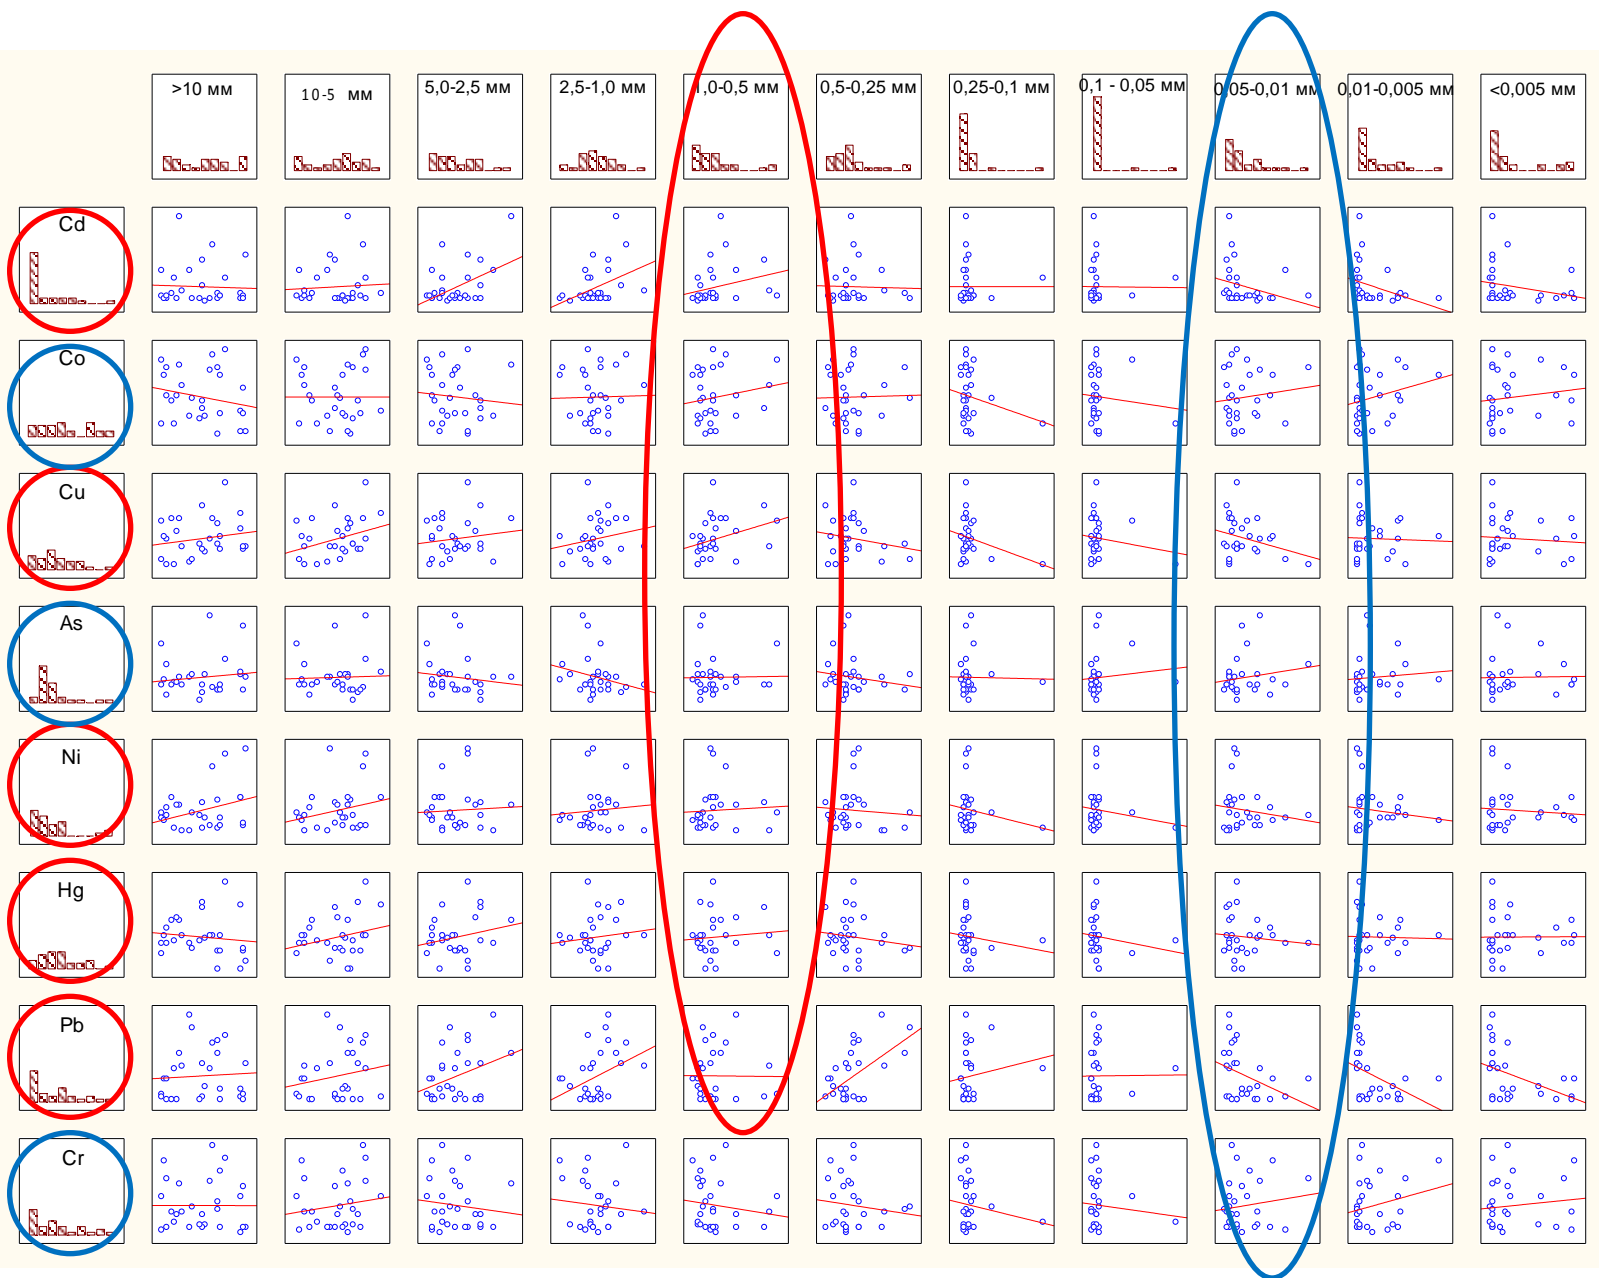 >10 мм
10-5 мм
5,0-2,5 мм
2,5-1,0 мм
1,0-0,5 мм
0,5-0,25 мм
0,25-0,1 мм
0,1 - 0,05 мм
0,05-0,01 мм
0,01-0,005 мм
<0,005 мм
Cd
Co
Cu
As
Ni
Hg
Pb
Cr